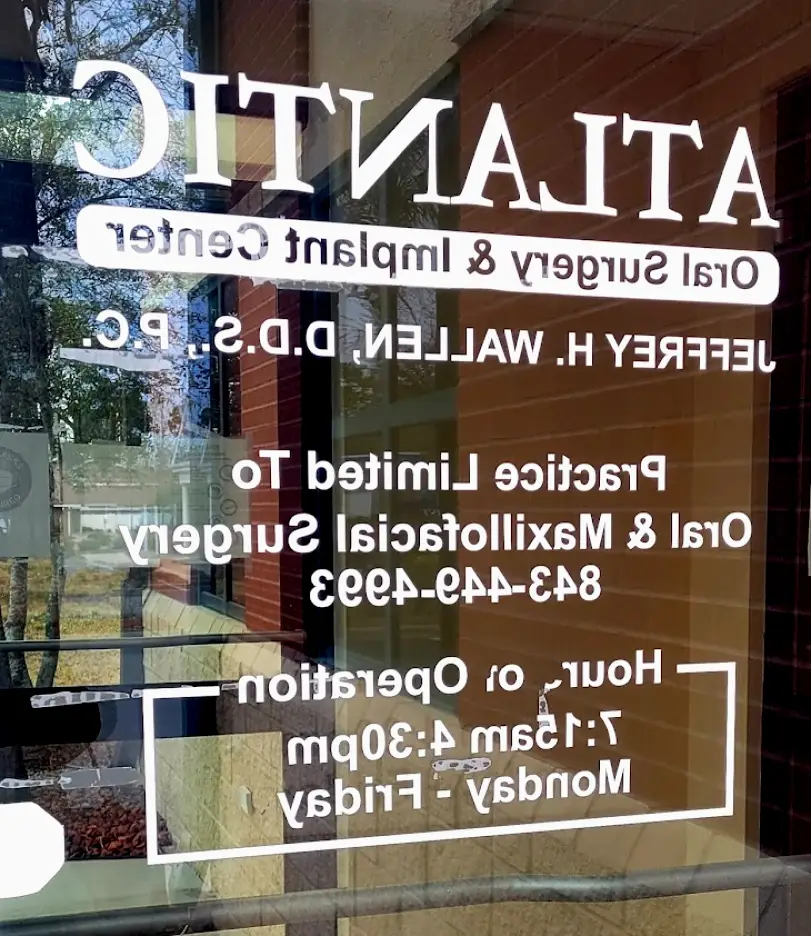 ATLANTIC
Oral Surgery & Implant Center
JEFFREY H. WALLEN, D.D.S., P.C.
Practice Limited To
Oral & Maxillofacial Surgery
843-449-4993
Hour of Operation
7:15am 4:30pm
Monday - Friday